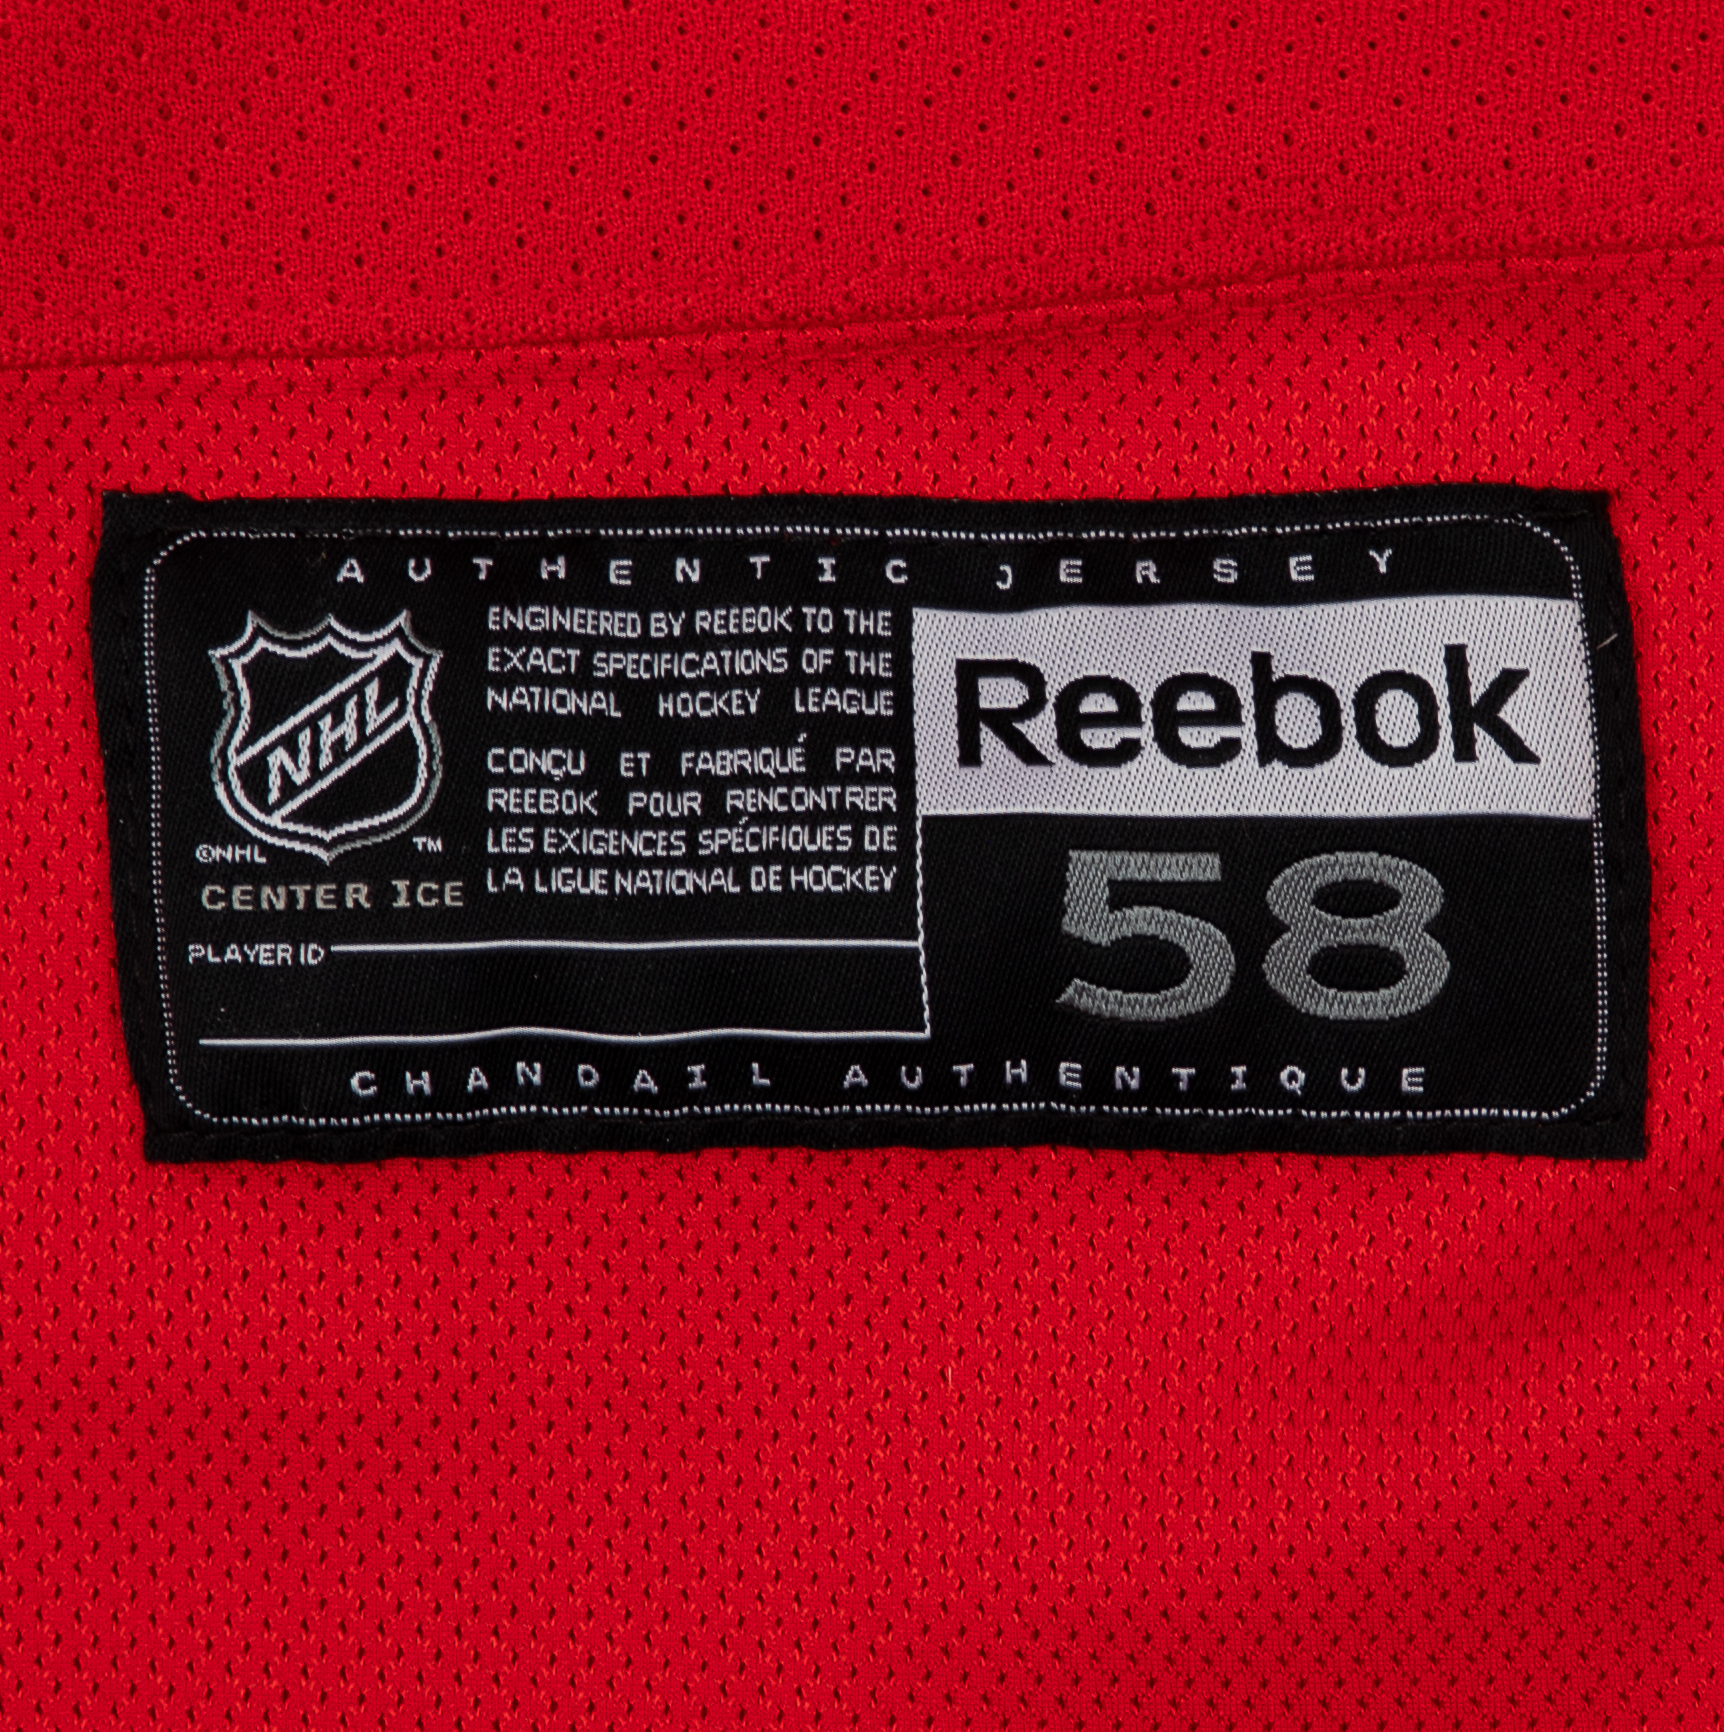 AUTHENTIC JERSEY
NHL
©NHL ™
CENTER ICE
ENGINEERED BY REEBOK TO THE
EXACT SPECIFICATIONS OF THE
NATIONAL HOCKEY LEAGUE
CONÇU ET FABRIQUÉ PAR
REEBOK POUR RENCONTRER
LES EXIGENCES SPÉCIFIQUES DE
LA LIGUE NATIONAL DE HOCKEY
Reebok
58
PLAYER ID
CHANDAIL AUTHENTIQUE